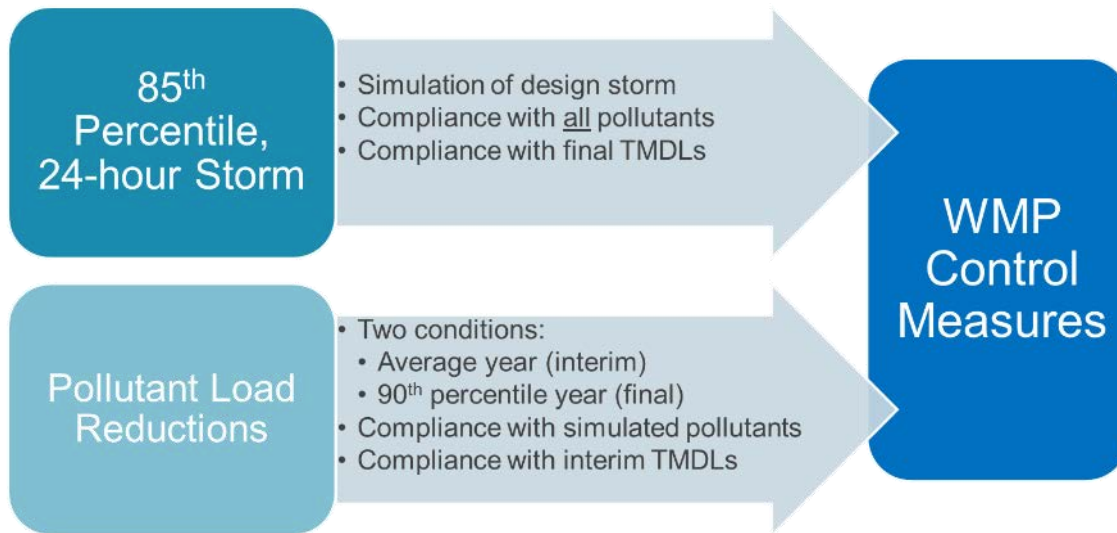 85th
Percentile,
24-hour Storm
• Simulation of design storm
• Compliance with all pollutants
• Compliance with final TMDLs
Pollutant Load
Reductions
• Two conditions:
• Average year (interim)
• 90th percentile year (final)
• Compliance with simulated pollutants
• Compliance with interim TMDLs
WMP
Control
Measures